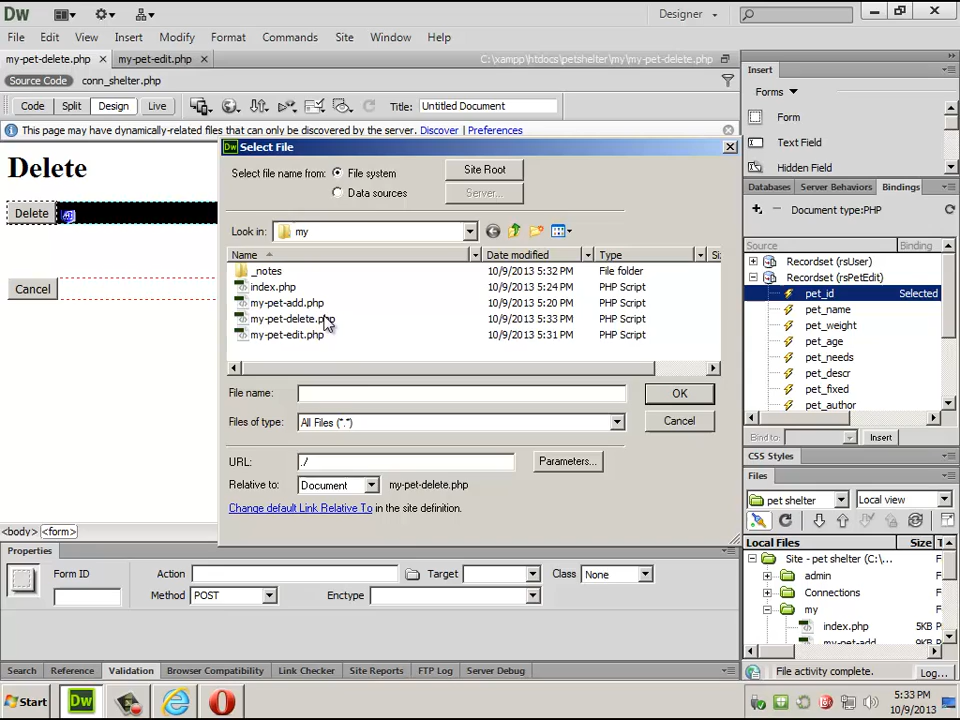 Dw Designer
File Edit View Insert Modify Format Commands Site Window Help
my-pet-delete.php × my-pet-edit.php × C:\xampp\htdocs\petshelter\my\my-pet-delete.php
Source Code conn_shelter.php
Code Split Design Live Title: Untitled Document
This page may have dynamically-related files that can only be discovered by the server. Discover | Preferences
Delete
Delete
Cancel
<body> <form>
Dw Select File
Select file name from: File system Site Root
Data sources Server...
Look in: my
Name Date modified Type Si
_notes 10/9/2013 5:32 PM File folder
index.php 10/9/2013 5:24 PM PHP Script
my-pet-add.php 10/9/2013 5:20 PM PHP Script
my-pet-delete.php 10/9/2013 5:33 PM PHP Script
my-pet-edit.php 10/9/2013 5:31 PM PHP Script
File name: OK
Files of type: All Files (*.*) Cancel
URL: ./ Parameters...
Relative to: Document my-pet-delete.php
Change default Link Relative To in the site definition.
Insert
Forms
Form
Text Field
Hidden Field
Databases Server Behaviors Bindings
Document type:PHP
Source Binding
Recordset (rsUser)
Recordset (rsPetEdit)
pet_id Selected
pet_name
pet_weight
pet_age
pet_needs
pet_descr
pet_fixed
pet_author
Bind to: Insert
CSS Styles
Files
pet shelter Local view
Local Files Size T
Site - pet shelter (C:\... F
admin F
Connections F
my F
index.php 5KB P
my-pet-add 9KB P
File activity complete. Log...
Properties
Form ID Action Target Class None
Method POST Enctype
Search Reference Validation Browser Compatibility Link Checker Site Reports FTP Log Server Debug
Start Dw 5:33 PM
10/9/2013